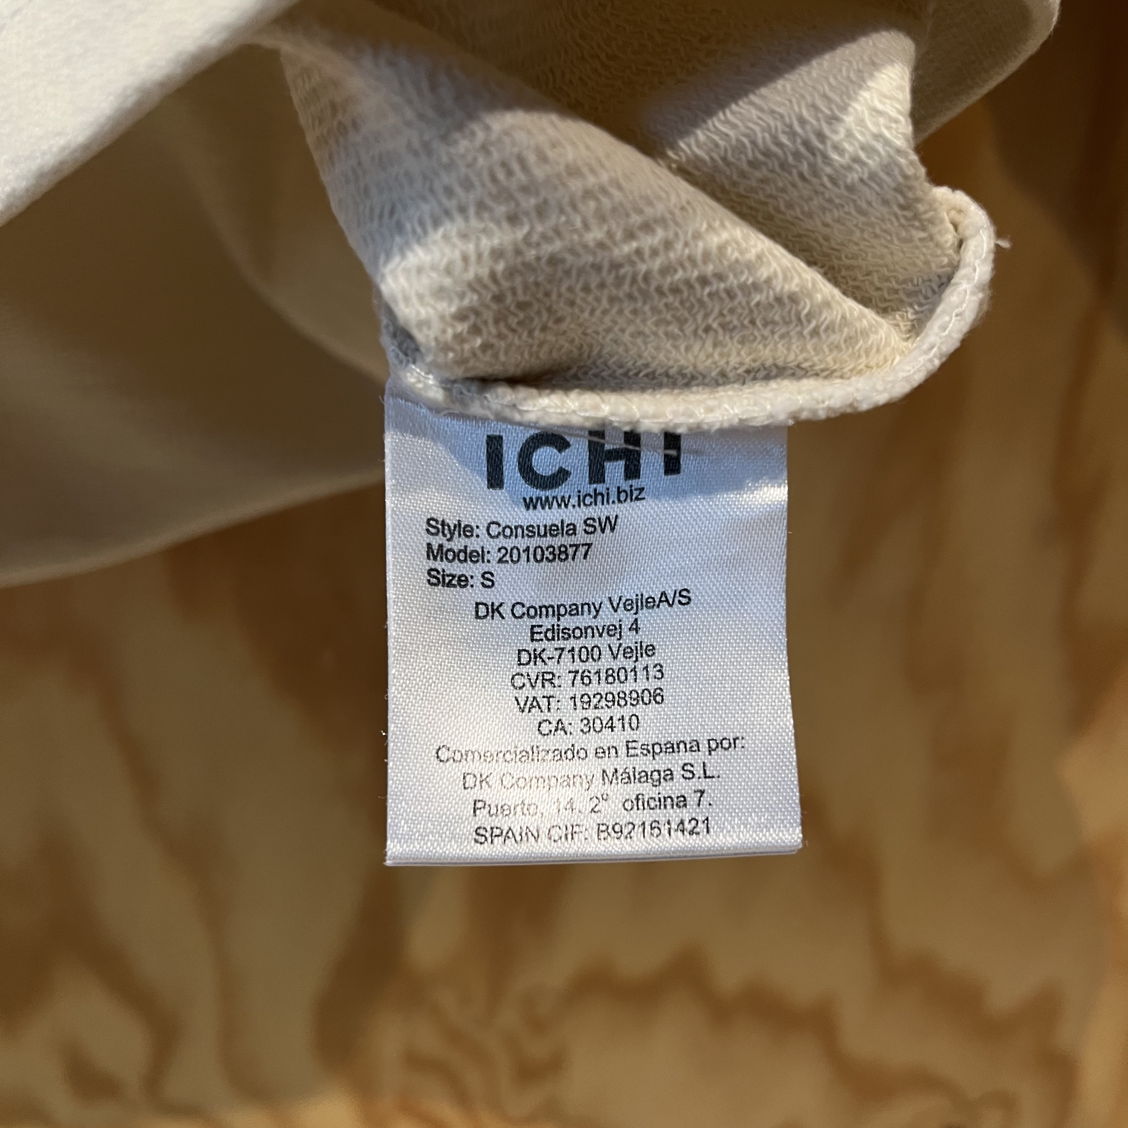 ICHI
www.ichi.biz
Style: Consuela SW
Model: 20103877
Size: S
DK Company VejleA/S
Edisonvej 4
DK-7100 Vejle
CVR: 76180113
VAT: 19298906
CA: 30410
Comercializado en Espana por:
DK Company Málaga S.L.
Puerto, 14. 2º oficina 7.
SPAIN CIF: B92161421